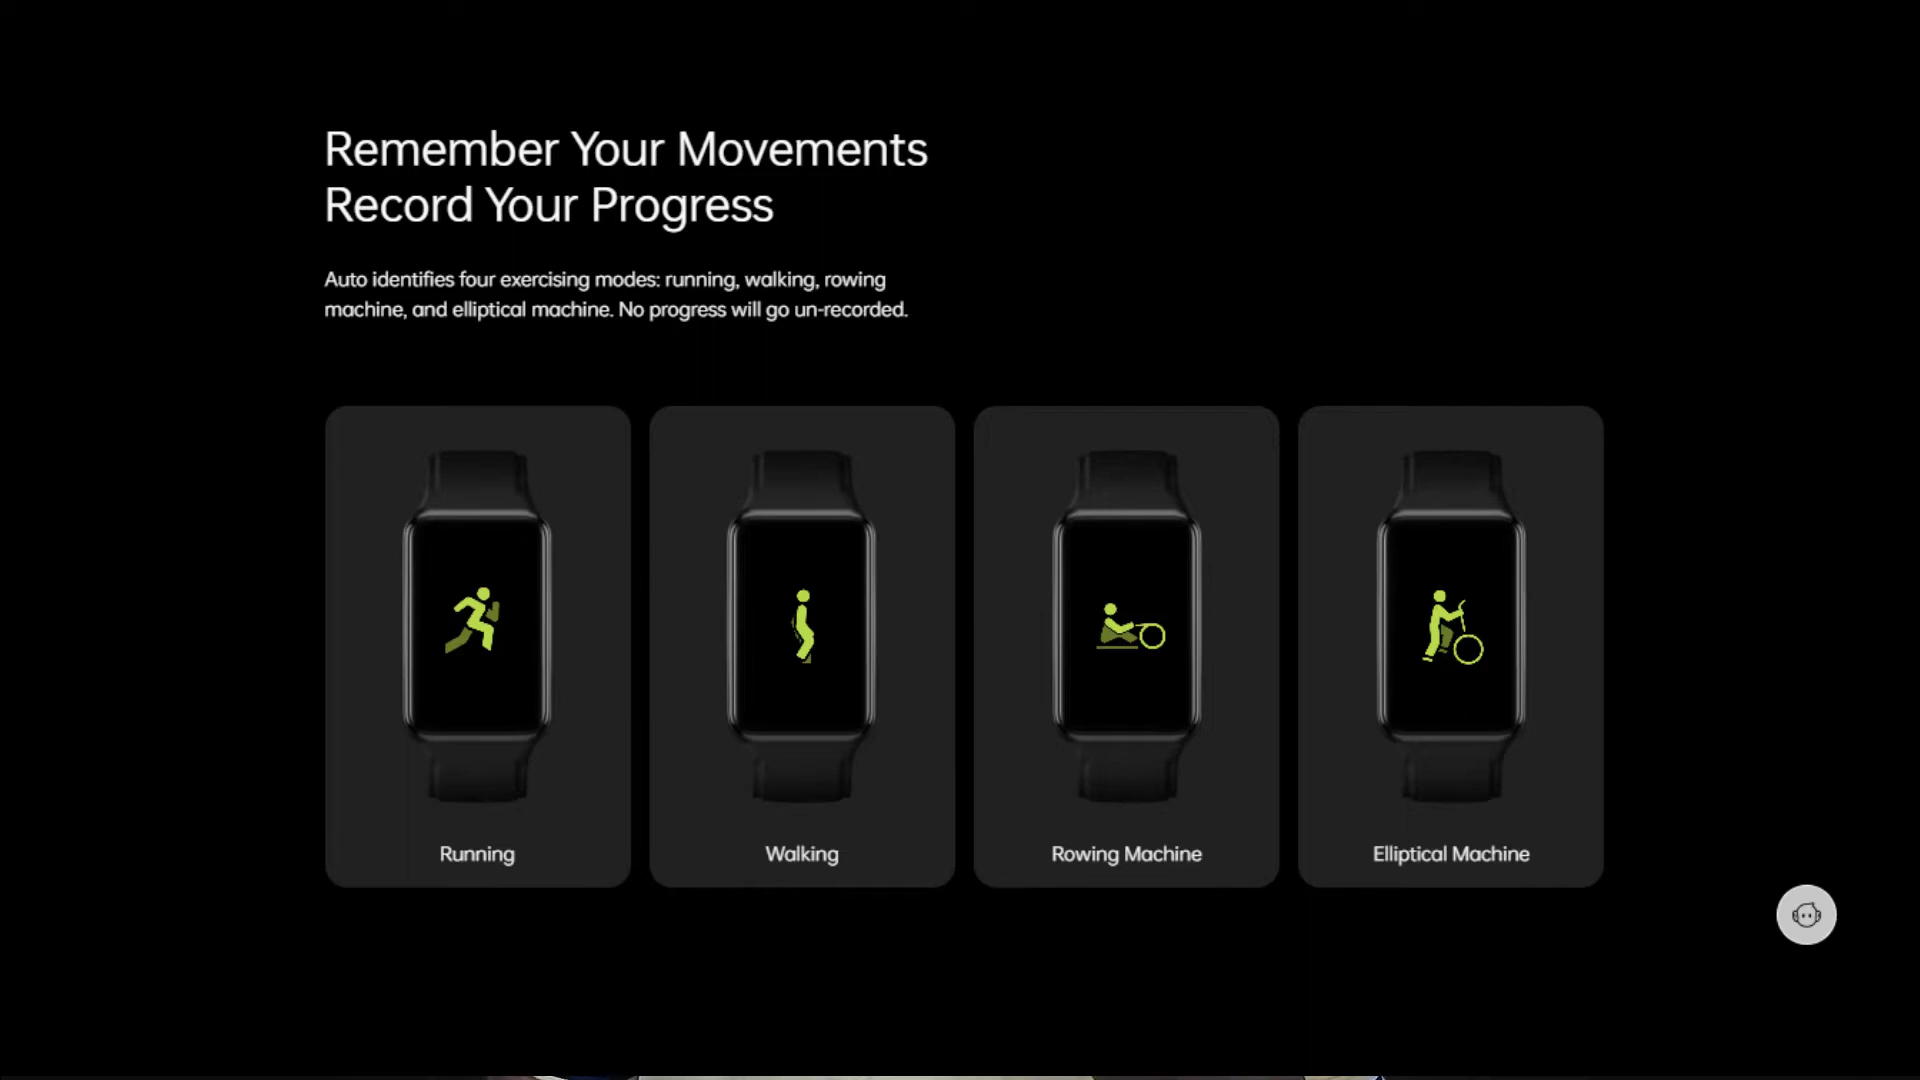 Remember Your Movements
Record Your Progress
Auto identifies four exercising modes: running, walking, rowing
machine, and elliptical machine. No progress will go un-recorded.
Running
Walking
Rowing Machine
Elliptical Machine